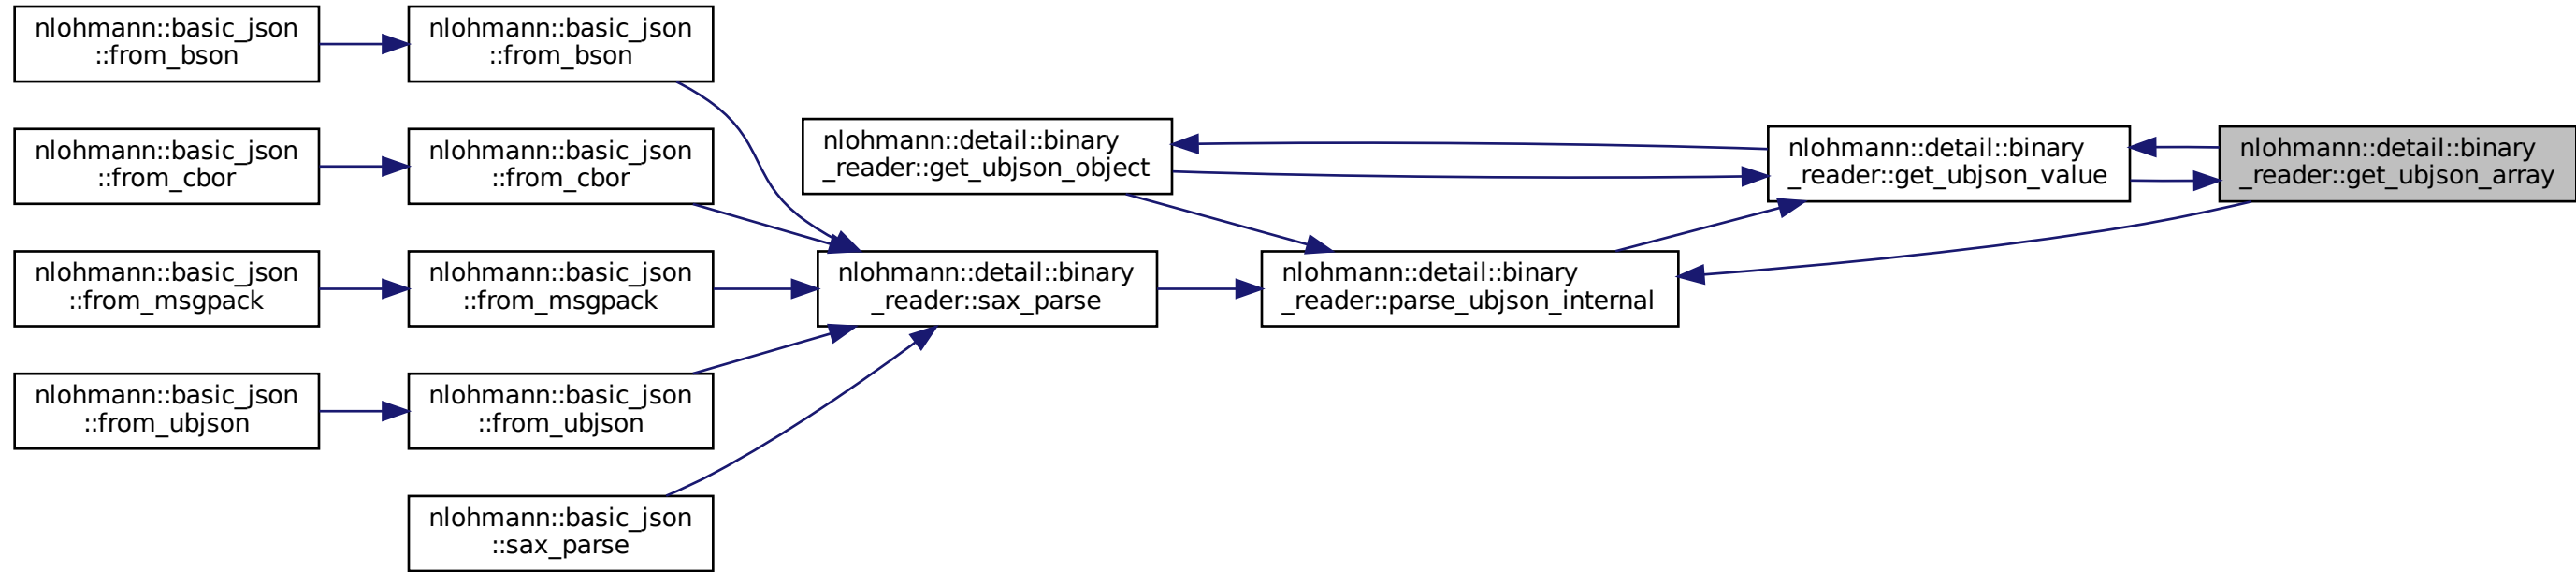 nlohmann::basic_json
::from_bson
nlohmann::basic_json
::from_bson
nlohmann::basic_json
::from_cbor
nlohmann::basic_json
::from_cbor
nlohmann::detail::binary
_reader::get_ubjson_object
nlohmann::detail::binary
_reader::get_ubjson_value
nlohmann::detail::binary
_reader::get_ubjson_array
nlohmann::basic_json
::from_msgpack
nlohmann::basic_json
::from_msgpack
nlohmann::detail::binary
_reader::sax_parse
nlohmann::detail::binary
_reader::parse_ubjson_internal
nlohmann::basic_json
::from_ubjson
nlohmann::basic_json
::from_ubjson
nlohmann::basic_json
::sax_parse